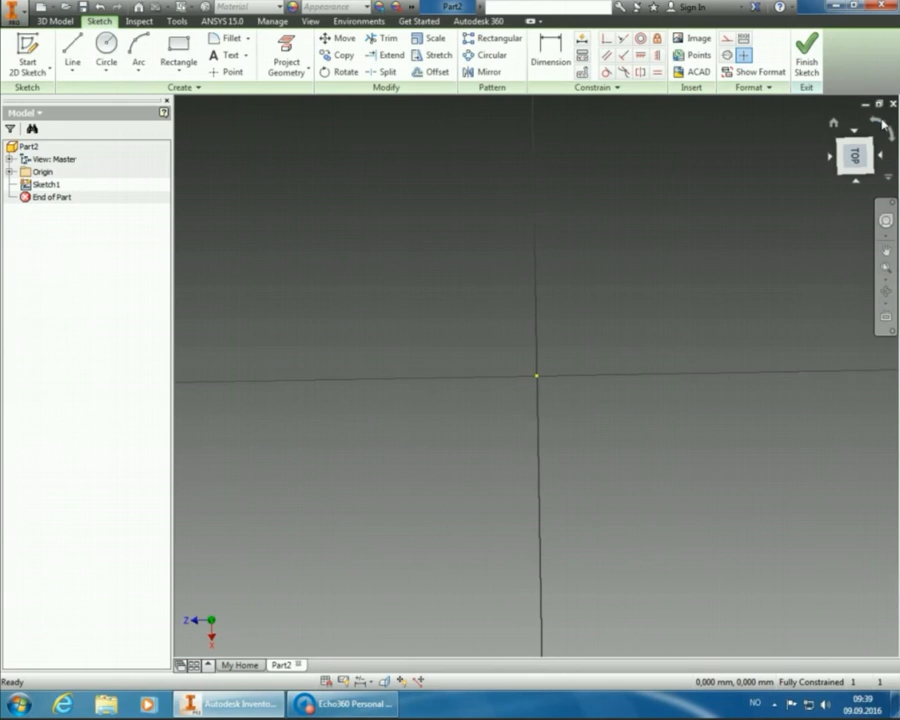 Material
Appearance
Part2
Sign In
PRO
3D Model
Sketch
Inspect
Tools
ANSYS 15.0
Manage
View
Environments
Get Started
Autodesk 360
Start
2D Sketch
Line
Circle
Arc
Rectangle
Fillet
Text
Point
Project
Geometry
Move
Copy
Rotate
Trim
Extend
Split
Scale
Stretch
Offset
Rectangular
Circular
Mirror
Dimension
Image
Points
ACAD
Show Format
Finish
Sketch
Sketch
Create
Modify
Pattern
Constrain
Insert
Format
Exit
Model
Part2
View: Master
Origin
Sketch1
End of Part
TOP
Z
X
My Home
Part2
Ready
0,000 mm, 0,000 mm
Fully Constrained
1
1
Autodesk Invento...
Echo360 Personal ...
NO
09:39
09.09.2016